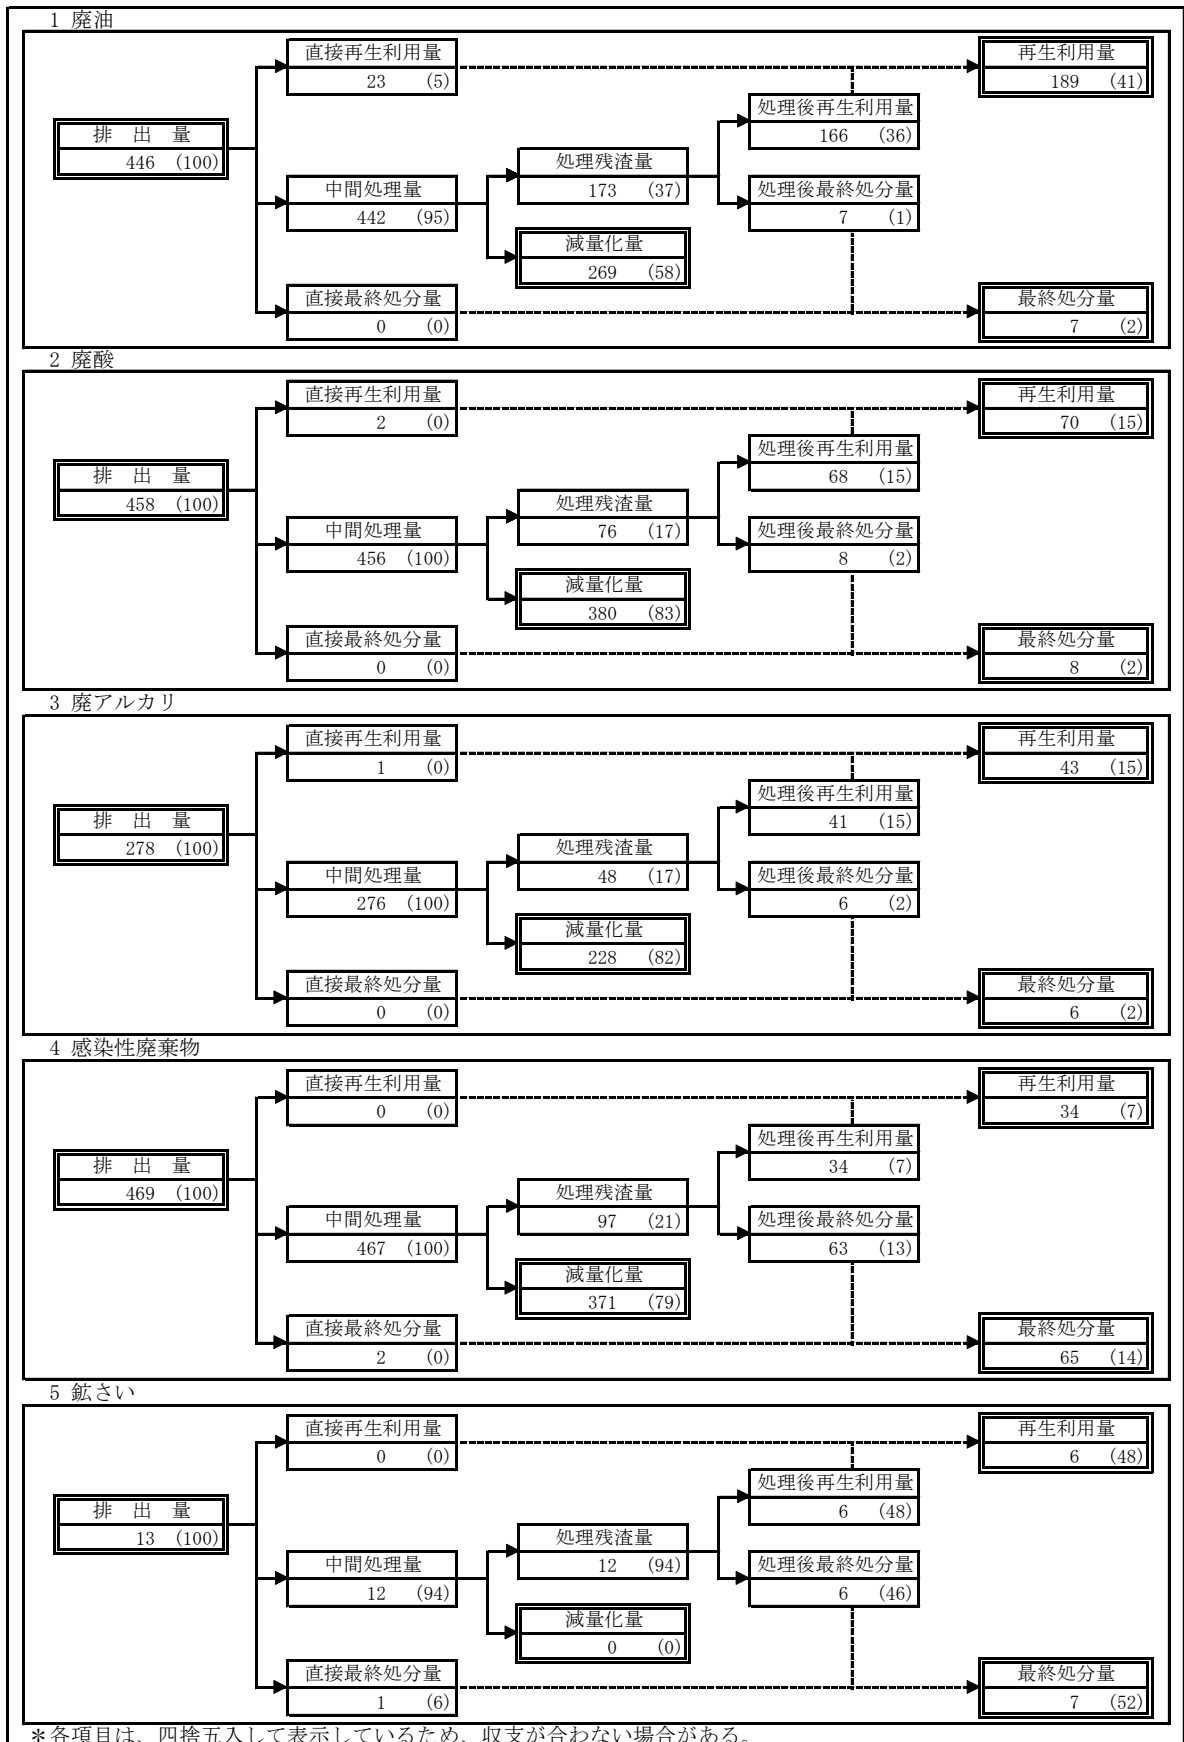 1 廃油
直接再生利用量
23 (5)
再生利用量
189 (41)
処理後再生利用量
166 (36)
排 出 量
446 (100)
処理残渣量
173 (37)
中間処理量
442 (95)
処理後最終処分量
7 (1)
減量化量
269 (58)
直接最終処分量
0 (0)
最終処分量
7 (2)
2 廃酸
直接再生利用量
2 (0)
再生利用量
70 (15)
処理後再生利用量
68 (15)
排 出 量
458 (100)
処理残渣量
76 (17)
中間処理量
456 (100)
処理後最終処分量
8 (2)
減量化量
380 (83)
直接最終処分量
0 (0)
最終処分量
8 (2)
3 廃アルカリ
直接再生利用量
1 (0)
再生利用量
43 (15)
処理後再生利用量
41 (15)
排 出 量
278 (100)
処理残渣量
48 (17)
中間処理量
276 (100)
処理後最終処分量
6 (2)
減量化量
228 (82)
直接最終処分量
0 (0)
最終処分量
6 (2)
4 感染性廃棄物
直接再生利用量
0 (0)
再生利用量
34 (7)
処理後再生利用量
34 (7)
排 出 量
469 (100)
処理残渣量
97 (21)
中間処理量
467 (100)
処理後最終処分量
63 (13)
減量化量
371 (79)
直接最終処分量
2 (0)
最終処分量
65 (14)
5 鉱さい
直接再生利用量
0 (0)
再生利用量
6 (48)
処理後再生利用量
6 (48)
排 出 量
13 (100)
処理残渣量
12 (94)
中間処理量
12 (94)
処理後最終処分量
6 (46)
減量化量
0 (0)
直接最終処分量
1 (6)
最終処分量
7 (52)
＊各項目は、四捨五入して表示しているため、収支が合わない場合がある。